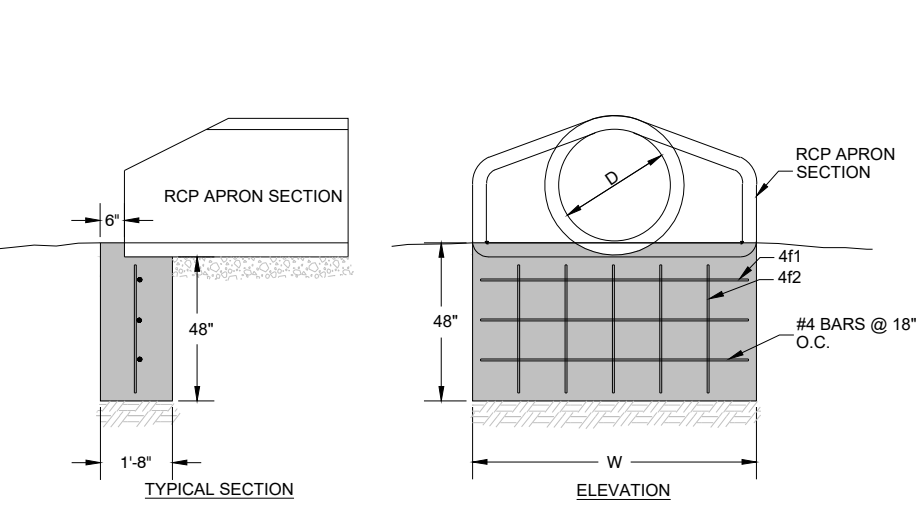 RCP APRON SECTION
6"
48"
1'-8"
TYPICAL SECTION
D
RCP APRON
SECTION
4f1
4f2
48"
#4 BARS @ 18"
O.C.
W
ELEVATION